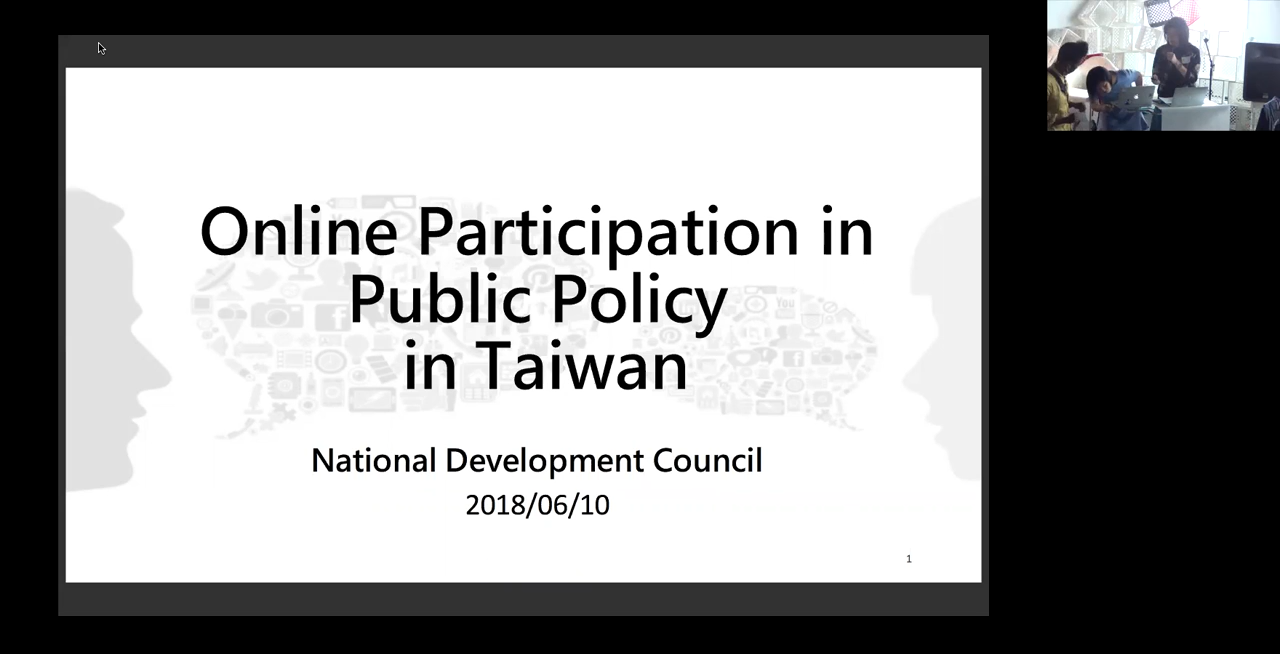 Online Participation in
Public Policy
in Taiwan
National Development Council
2018/06/10
1